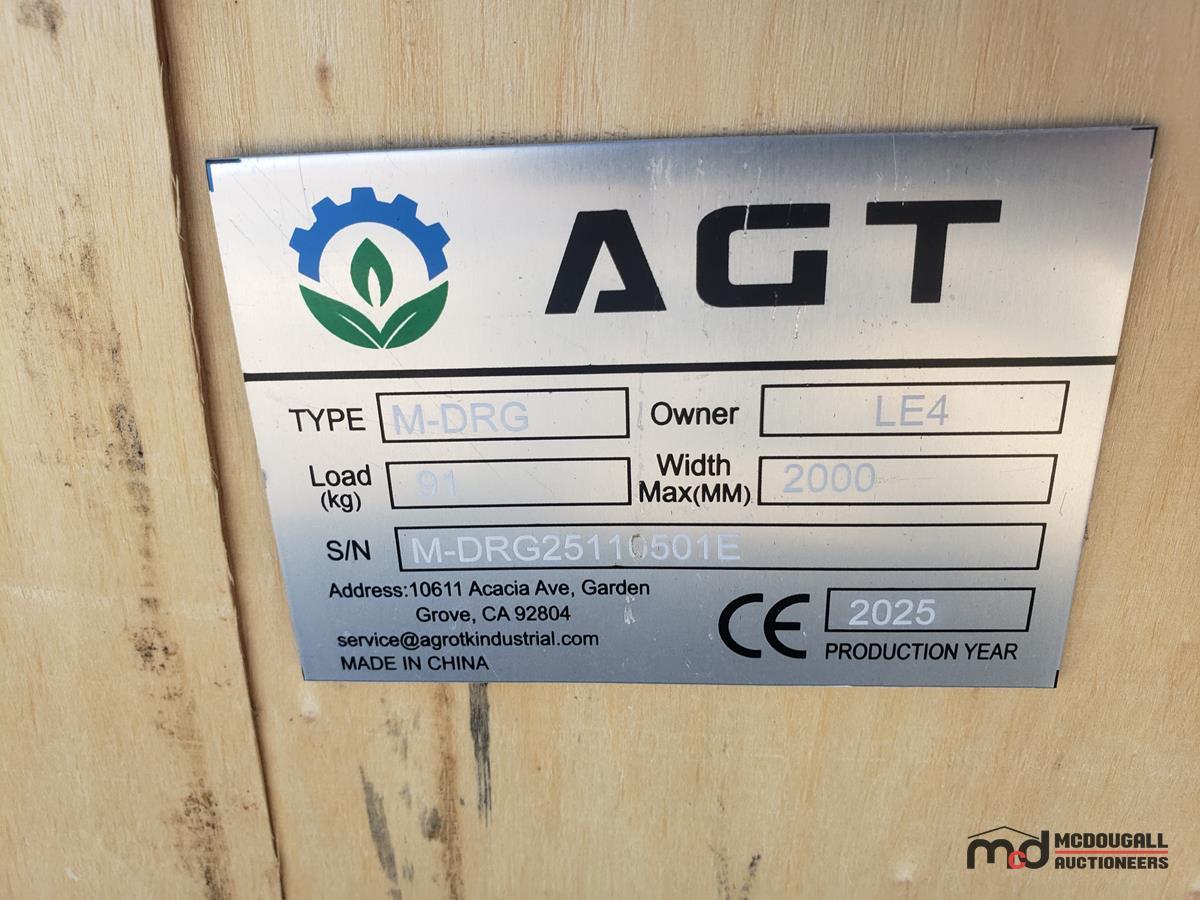 AGT
TYPE M-DRG Owner LE4
Load (kg) 91 Width Max(MM) 2000
S/N M-DRG25110501E
Address:10611 Acacia Ave, Garden
Grove, CA 92804
service@agrotkindustrial.com
MADE IN CHINA
CE 2025
PRODUCTION YEAR
mcd MCDOUGALL
AUCTIONEERS